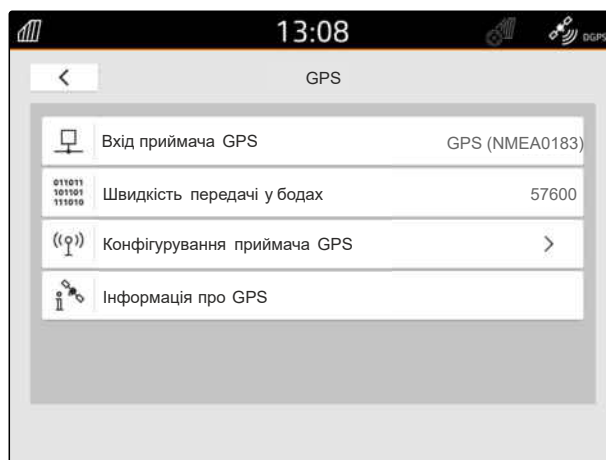 13:08
DGPS
GPS
Вхід приймача GPS GPS (NMEA0183)
011011
101101
111010
Швидкість передачі у бодах 57600
Конфігурування приймача GPS
Інформація про GPS